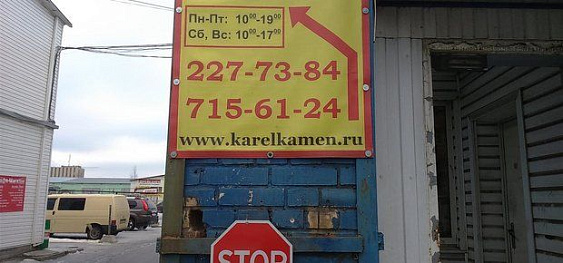 Пн-Пт: 10⁰⁰-19⁰⁰
Сб, Вс: 10⁰⁰-17⁰⁰
227-73-84
715-61-24
www.karelkamen.ru
STOP